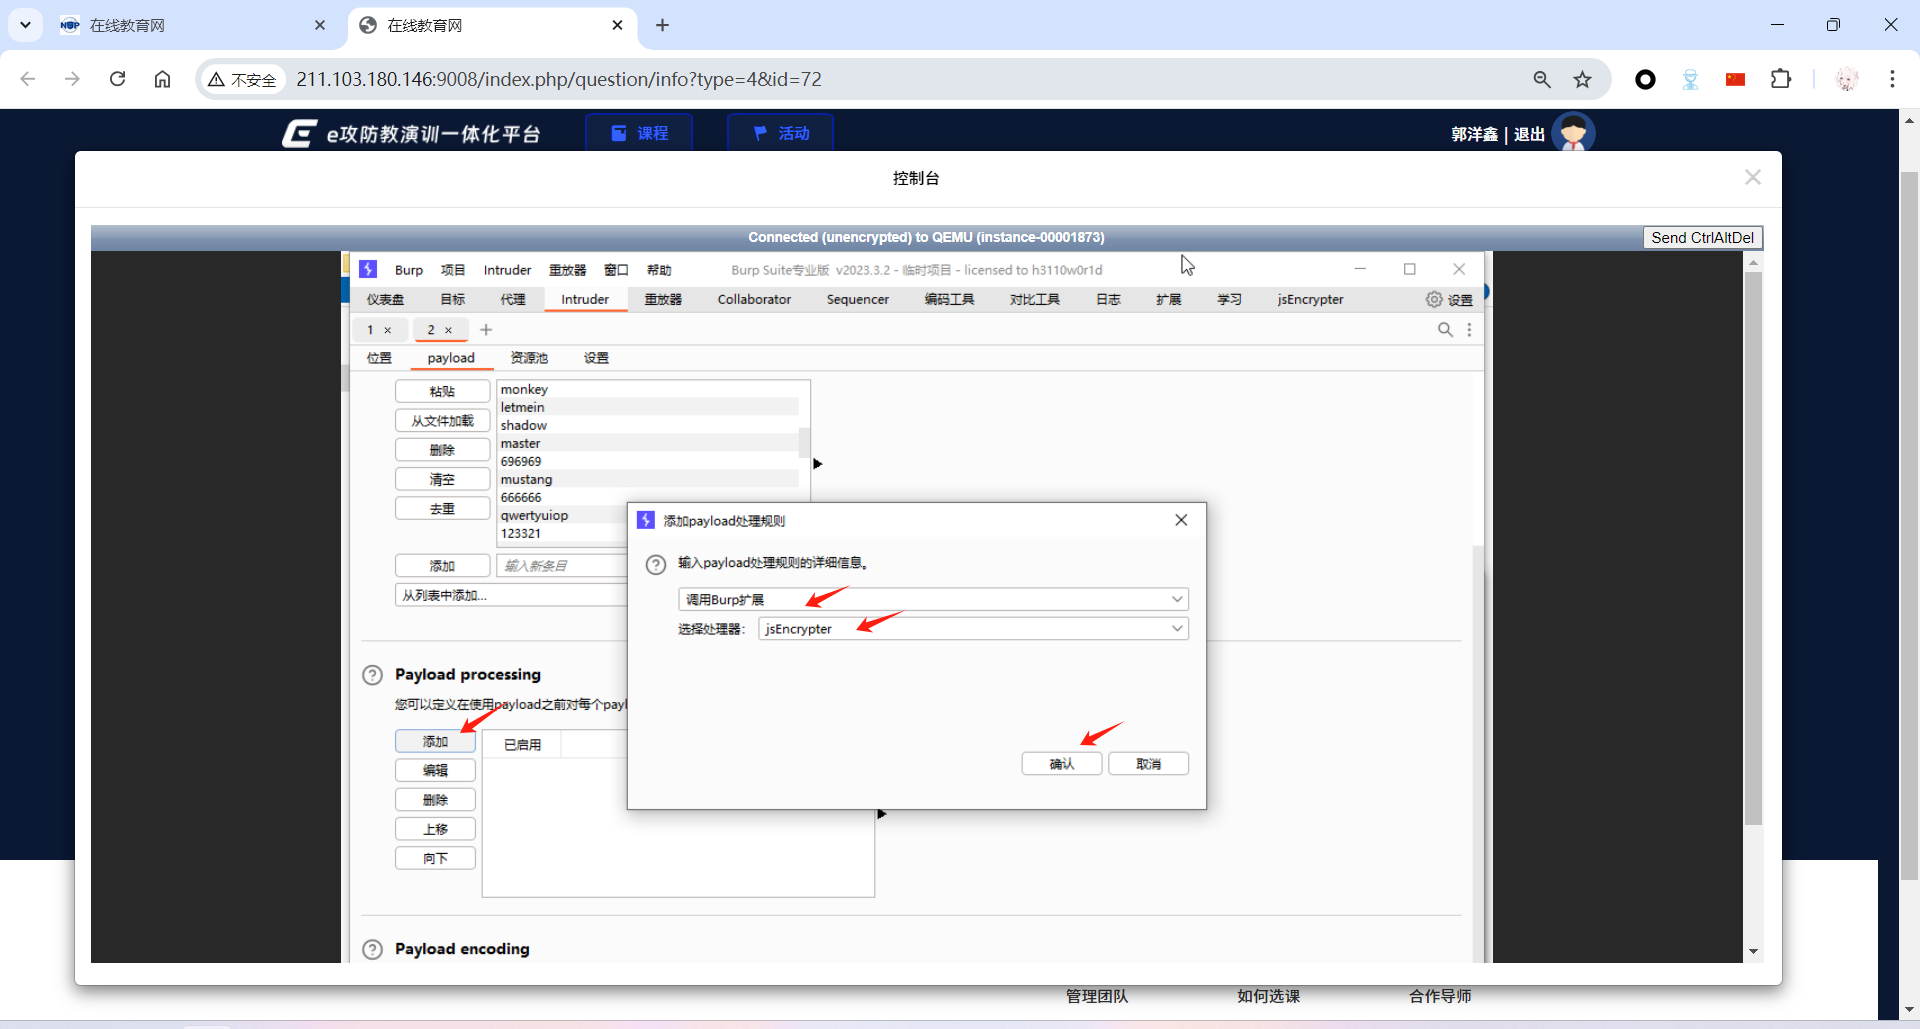 在线教育网
在线教育网
不安全
211.103.180.146:9008/index.php/question/info?type=4&id=72
e攻防教演训一体化平台
课程
活动
郭洋鑫 | 退出
控制台
Connected (unencrypted) to QEMU (instance-00001873)
Send CtrlAltDel
Burp 项目 Intruder 重放器 窗口 帮助
Burp Suite专业版 v2023.3.2 - 临时项目 - licensed to h3110w0r1d
仪表盘 目标 代理 Intruder 重放器 Collaborator Sequencer 编码工具 对比工具 日志 扩展 学习 jsEncrypter
设置
1 × 2 × +
位置 payload 资源池 设置
粘贴
从文件加载
删除
清空
去重
monkey
letmein
shadow
master
696969
mustang
666666
qwertyuiop
123321
添加
输入新条目
从列表中添加...
添加payload处理规则
输入payload处理规则的详细信息。
调用Burp扩展
选择处理器: jsEncrypter
确认
取消
Payload processing
您可以定义在使用payload之前对每个payl
添加
编辑
删除
上移
向下
已启用
Payload encoding
管理团队
如何选课
合作导师